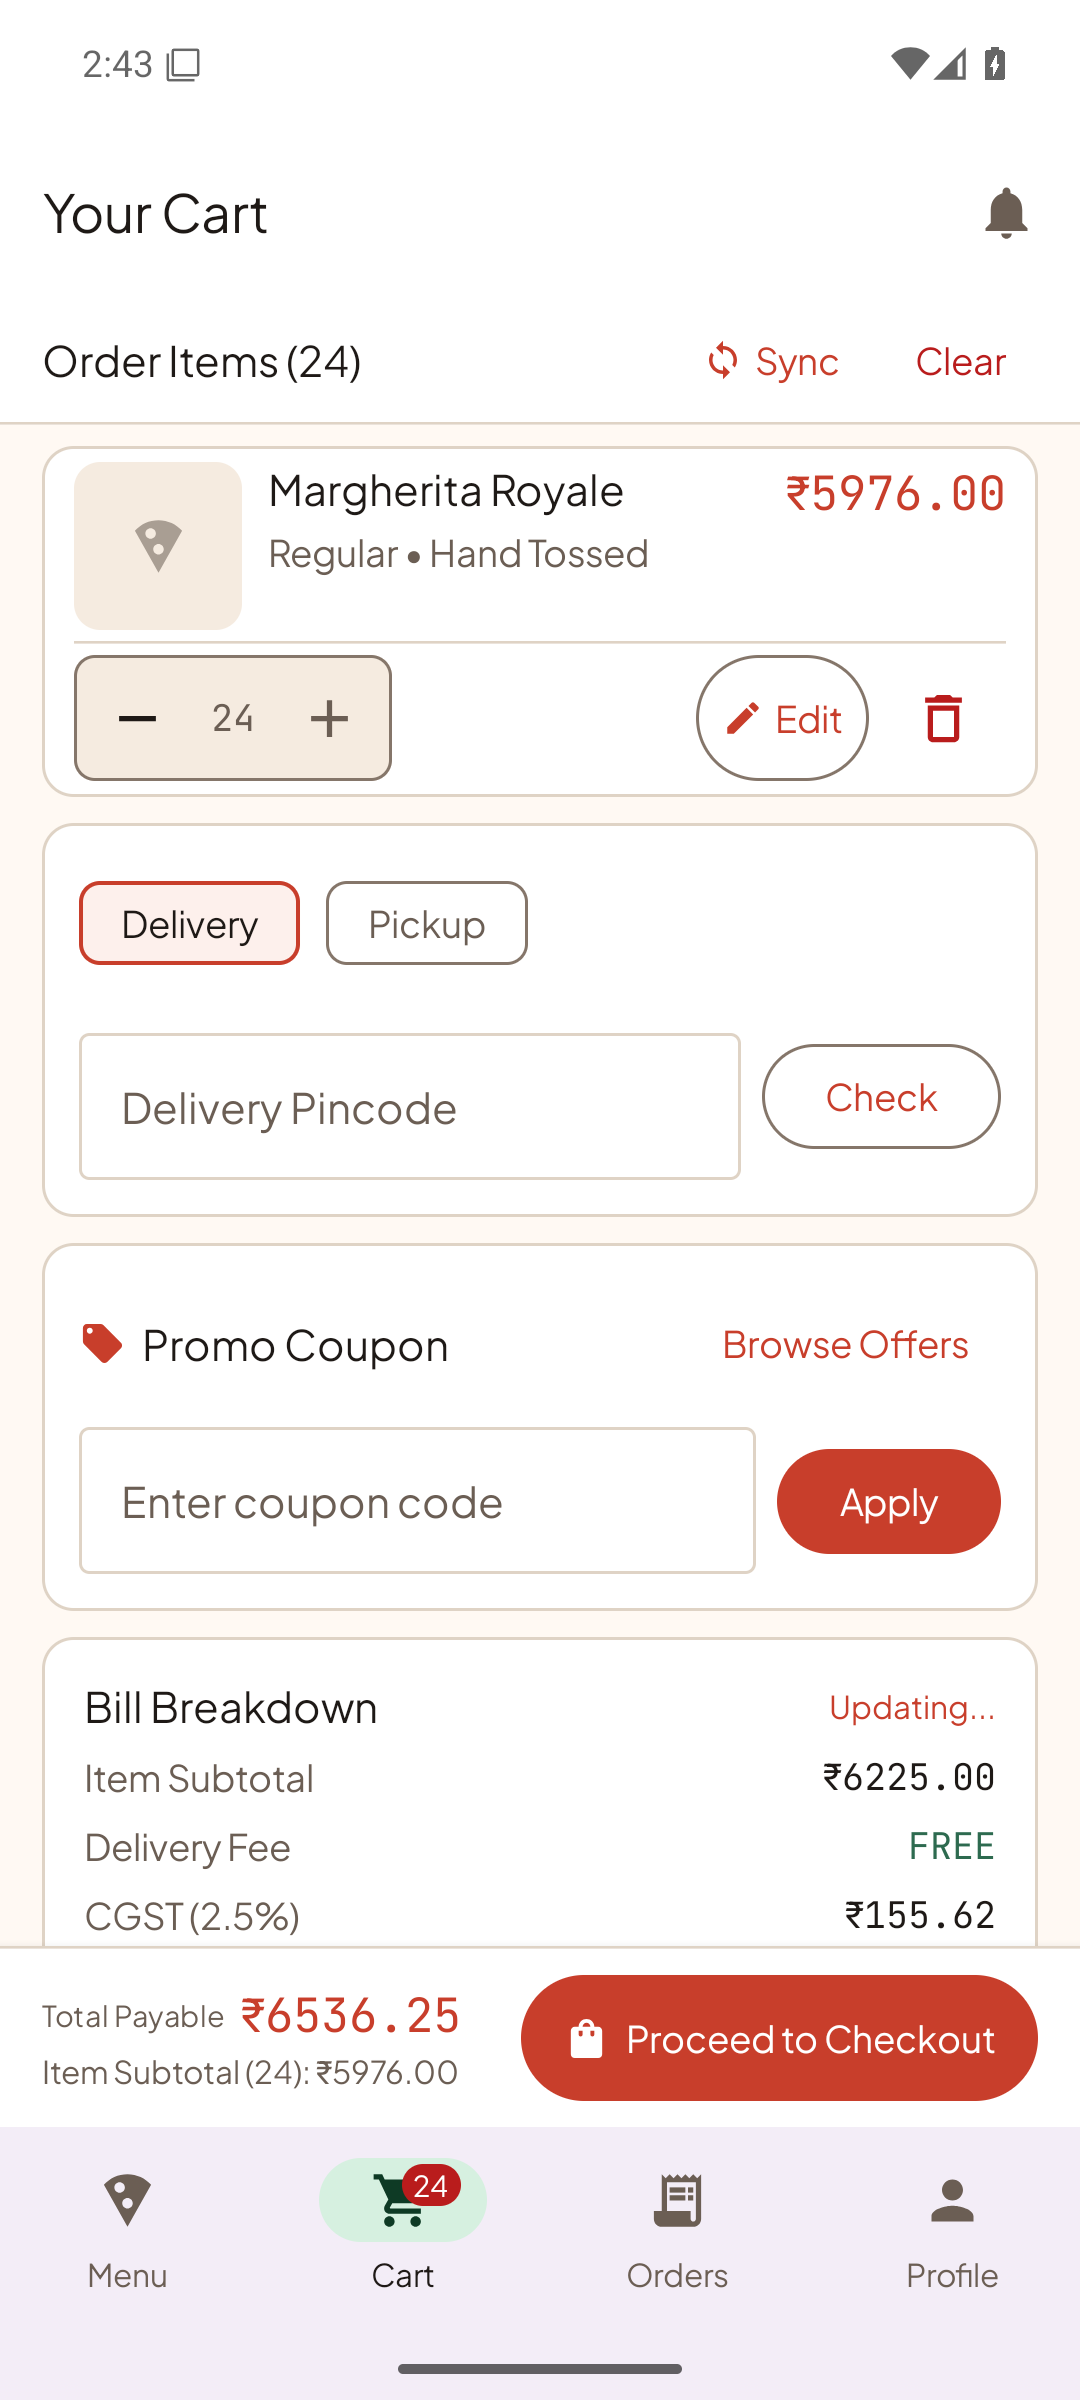 2:43
Your Cart
Order Items (24)
Sync
Clear
Margherita Royale
₹5976.00
Regular • Hand Tossed
24
Edit
Delivery
Pickup
Delivery Pincode
Check
Promo Coupon
Browse Offers
Enter coupon code
Apply
Bill Breakdown
Updating...
Item Subtotal
₹6225.00
Delivery Fee
FREE
CGST (2.5%)
₹155.62
Total Payable ₹6536.25
Item Subtotal (24): ₹5976.00
Proceed to Checkout
24
Menu
Cart
Orders
Profile